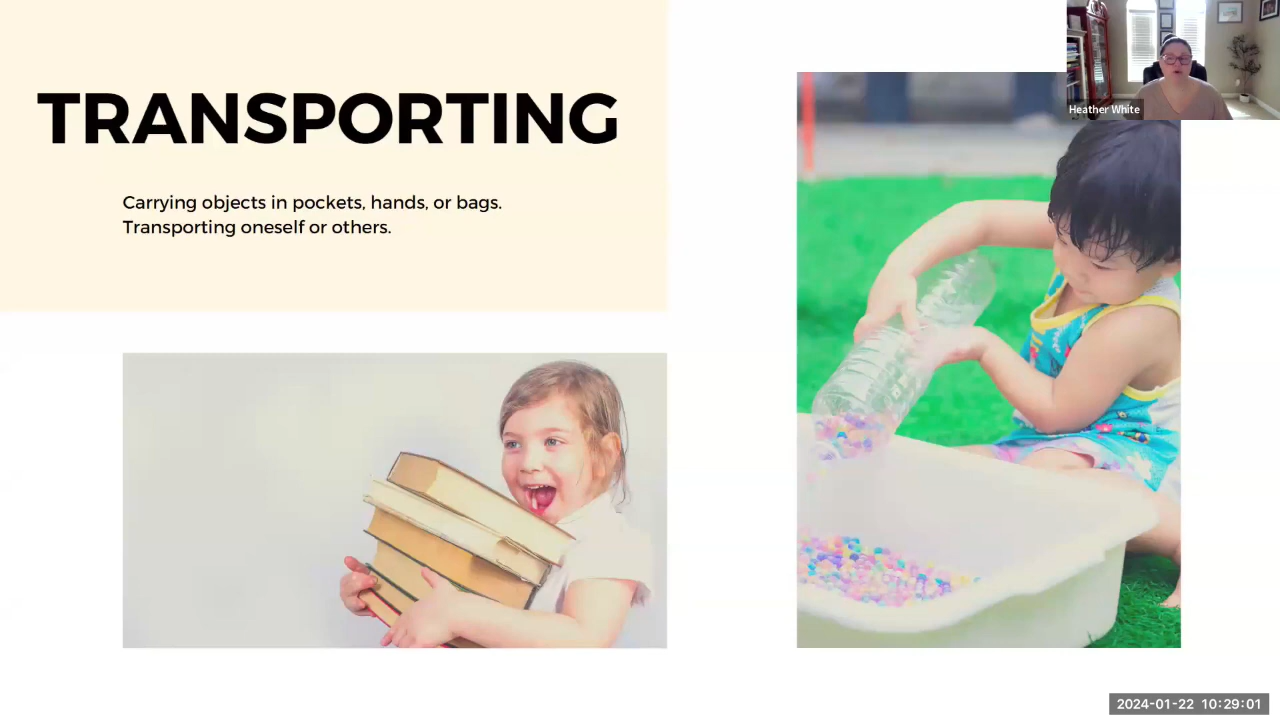 TRANSPORTING
Carrying objects in pockets, hands, or bags.
Transporting oneself or others.
Heather White
2024-01-22 10:29:01